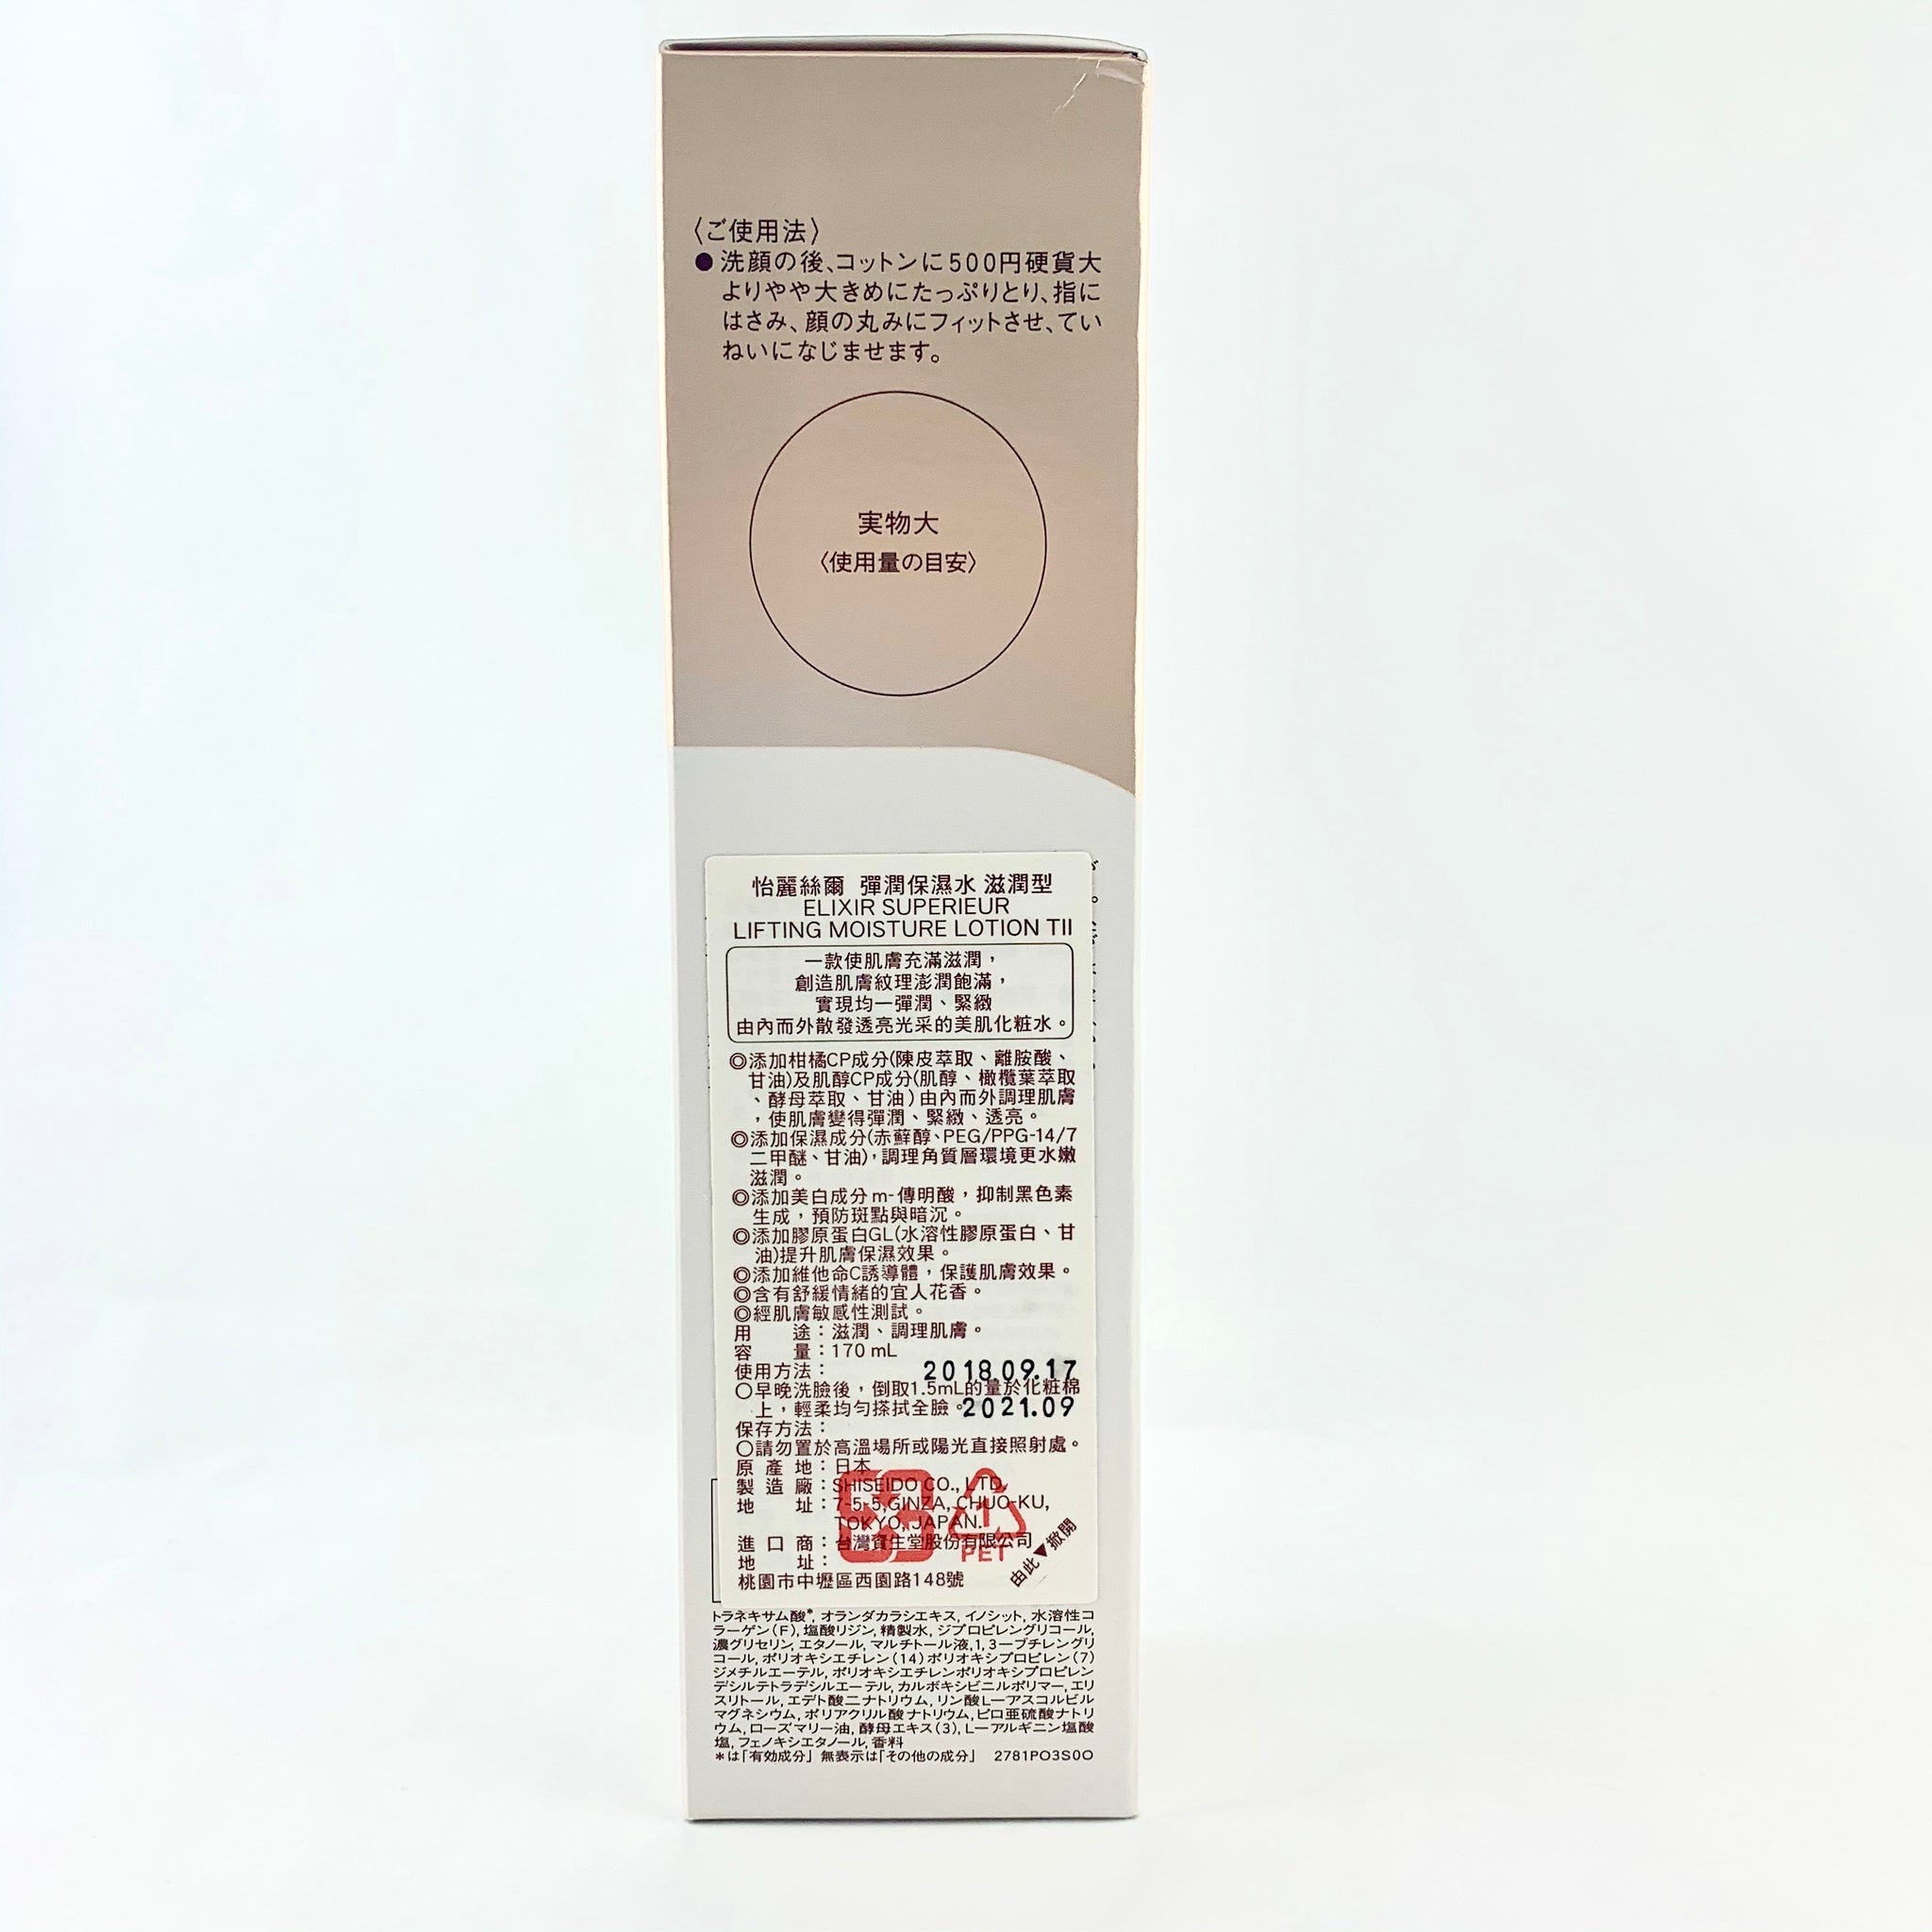 〈ご使用法〉
●洗顔の後、コットンに500円硬貨大
よりやや大きめにたっぷりとり、指に
はさみ、顔の丸みにフィットさせ、てい
ねいになじませます。
実物大
〈使用量の目安〉
怡麗絲爾 彈潤保濕水 滋潤型
ELIXIR SUPERIEUR
LIFTING MOISTURE LOTION TII
一款使肌膚充滿滋潤，
創造肌膚紋理澎潤飽滿，
實現均一彈潤、緊緻
由內而外散發透亮光采的美肌化粧水。
◎添加柑橘CP成分(陳皮萃取、離胺酸、
甘油)及肌醇CP成分(肌醇、橄欖葉萃取
、酵母萃取、甘油)由內而外調理肌膚
，使肌膚變得彈潤、緊緻、透亮。
◎添加保濕成分(赤蘚醇、PEG/PPG-14/7
二甲醚、甘油)，調理角質層環境更水嫩
滋潤。
◎添加美白成分m-傳明酸，抑制黑色素
生成，預防斑點與暗沉。
◎添加膠原蛋白GL(水溶性膠原蛋白、甘
油)提升肌膚保濕效果。
◎添加維他命C誘導體，保護肌膚效果。
◎含有舒緩情緒的宜人花香。
◎經肌膚敏感性測試。
用 途：滋潤、調理肌膚。
容 量：170 mL
使用方法： 2018.09.17
○早晚洗臉後，倒取1.5mL的量於化粧棉
上，輕柔均勻搽拭全臉。2021.09
保存方法：
○請勿置於高溫場所或陽光直接照射處。
原 產 地：日本
製 造 廠：SHISEIDO CO., LTD.
地 址：7-5-5,GINZA, CHUO-KU,
TOKYO, JAPAN.
進 口 商：台灣資生堂股份有限公司
地 址：
桃園市中壢區西園路148號
1
PET
由此▼掀開
トラネキサム酸*, オランダカラシエキス, イノシット, 水溶性コ
ラーゲン(F), 塩酸リジン, 精製水, ジプロピレングリコール,
濃グリセリン, エタノール, マルチトール液,1,3－ブチレングリ
コール, ポリオキシエチレン(14)ポリオキシプロピレン(7)
ジメチルエーテル, ポリオキシエチレンポリオキシプロピレン
デシルテトラデシルエーテル, カルボキシビニルポリマー, エリ
スリトール, エデト酸二ナトリウム, リン酸L－アスコルビル
マグネシウム, ポリアクリル酸ナトリウム, ピロ亜硫酸ナトリ
ウム, ローズマリー油, 酵母エキス(3), L－アルギニン塩酸
塩, フェノキシエタノール, 香料
*は「有効成分」 無表示は「その他の成分」 2781PO3S0O